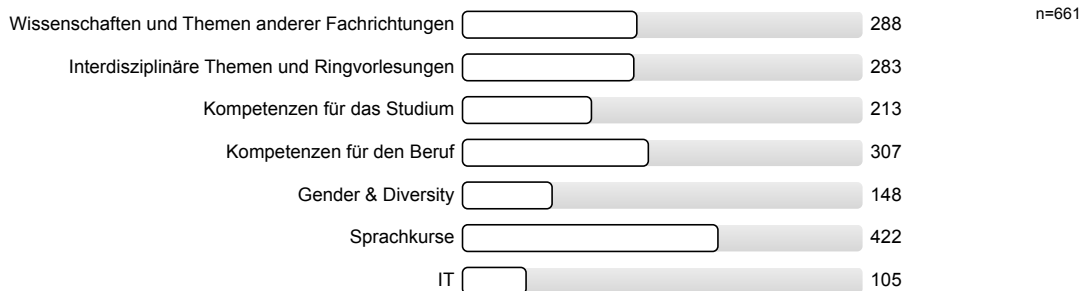 Wissenschaften und Themen anderer Fachrichtungen 288 n=661
Interdisziplinäre Themen und Ringvorlesungen 283
Kompetenzen für das Studium 213
Kompetenzen für den Beruf 307
Gender & Diversity 148
Sprachkurse 422
IT 105